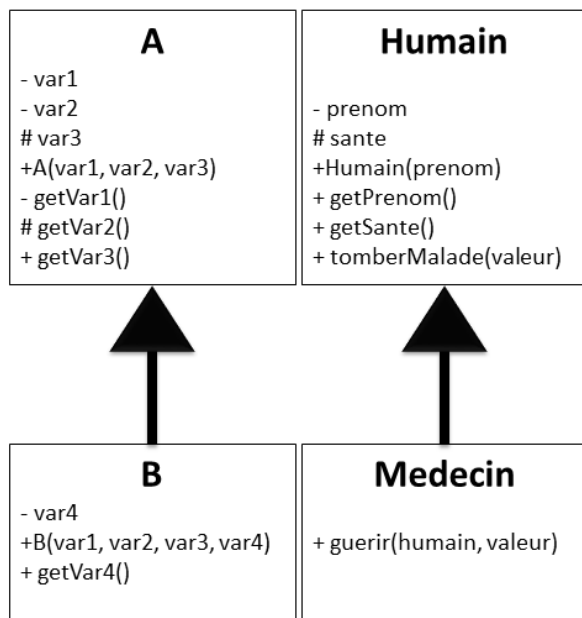 A
- var1
- var2
# var3
+A(var1, var2, var3)
- getVar1()
# getVar2()
+ getVar3()
Humain
- prenom
# sante
+Humain(prenom)
+ getPrenom()
+ getSante()
+ tomberMalade(valeur)
B
- var4
+B(var1, var2, var3, var4)
+ getVar4()
Medecin
+ guerir(humain, valeur)